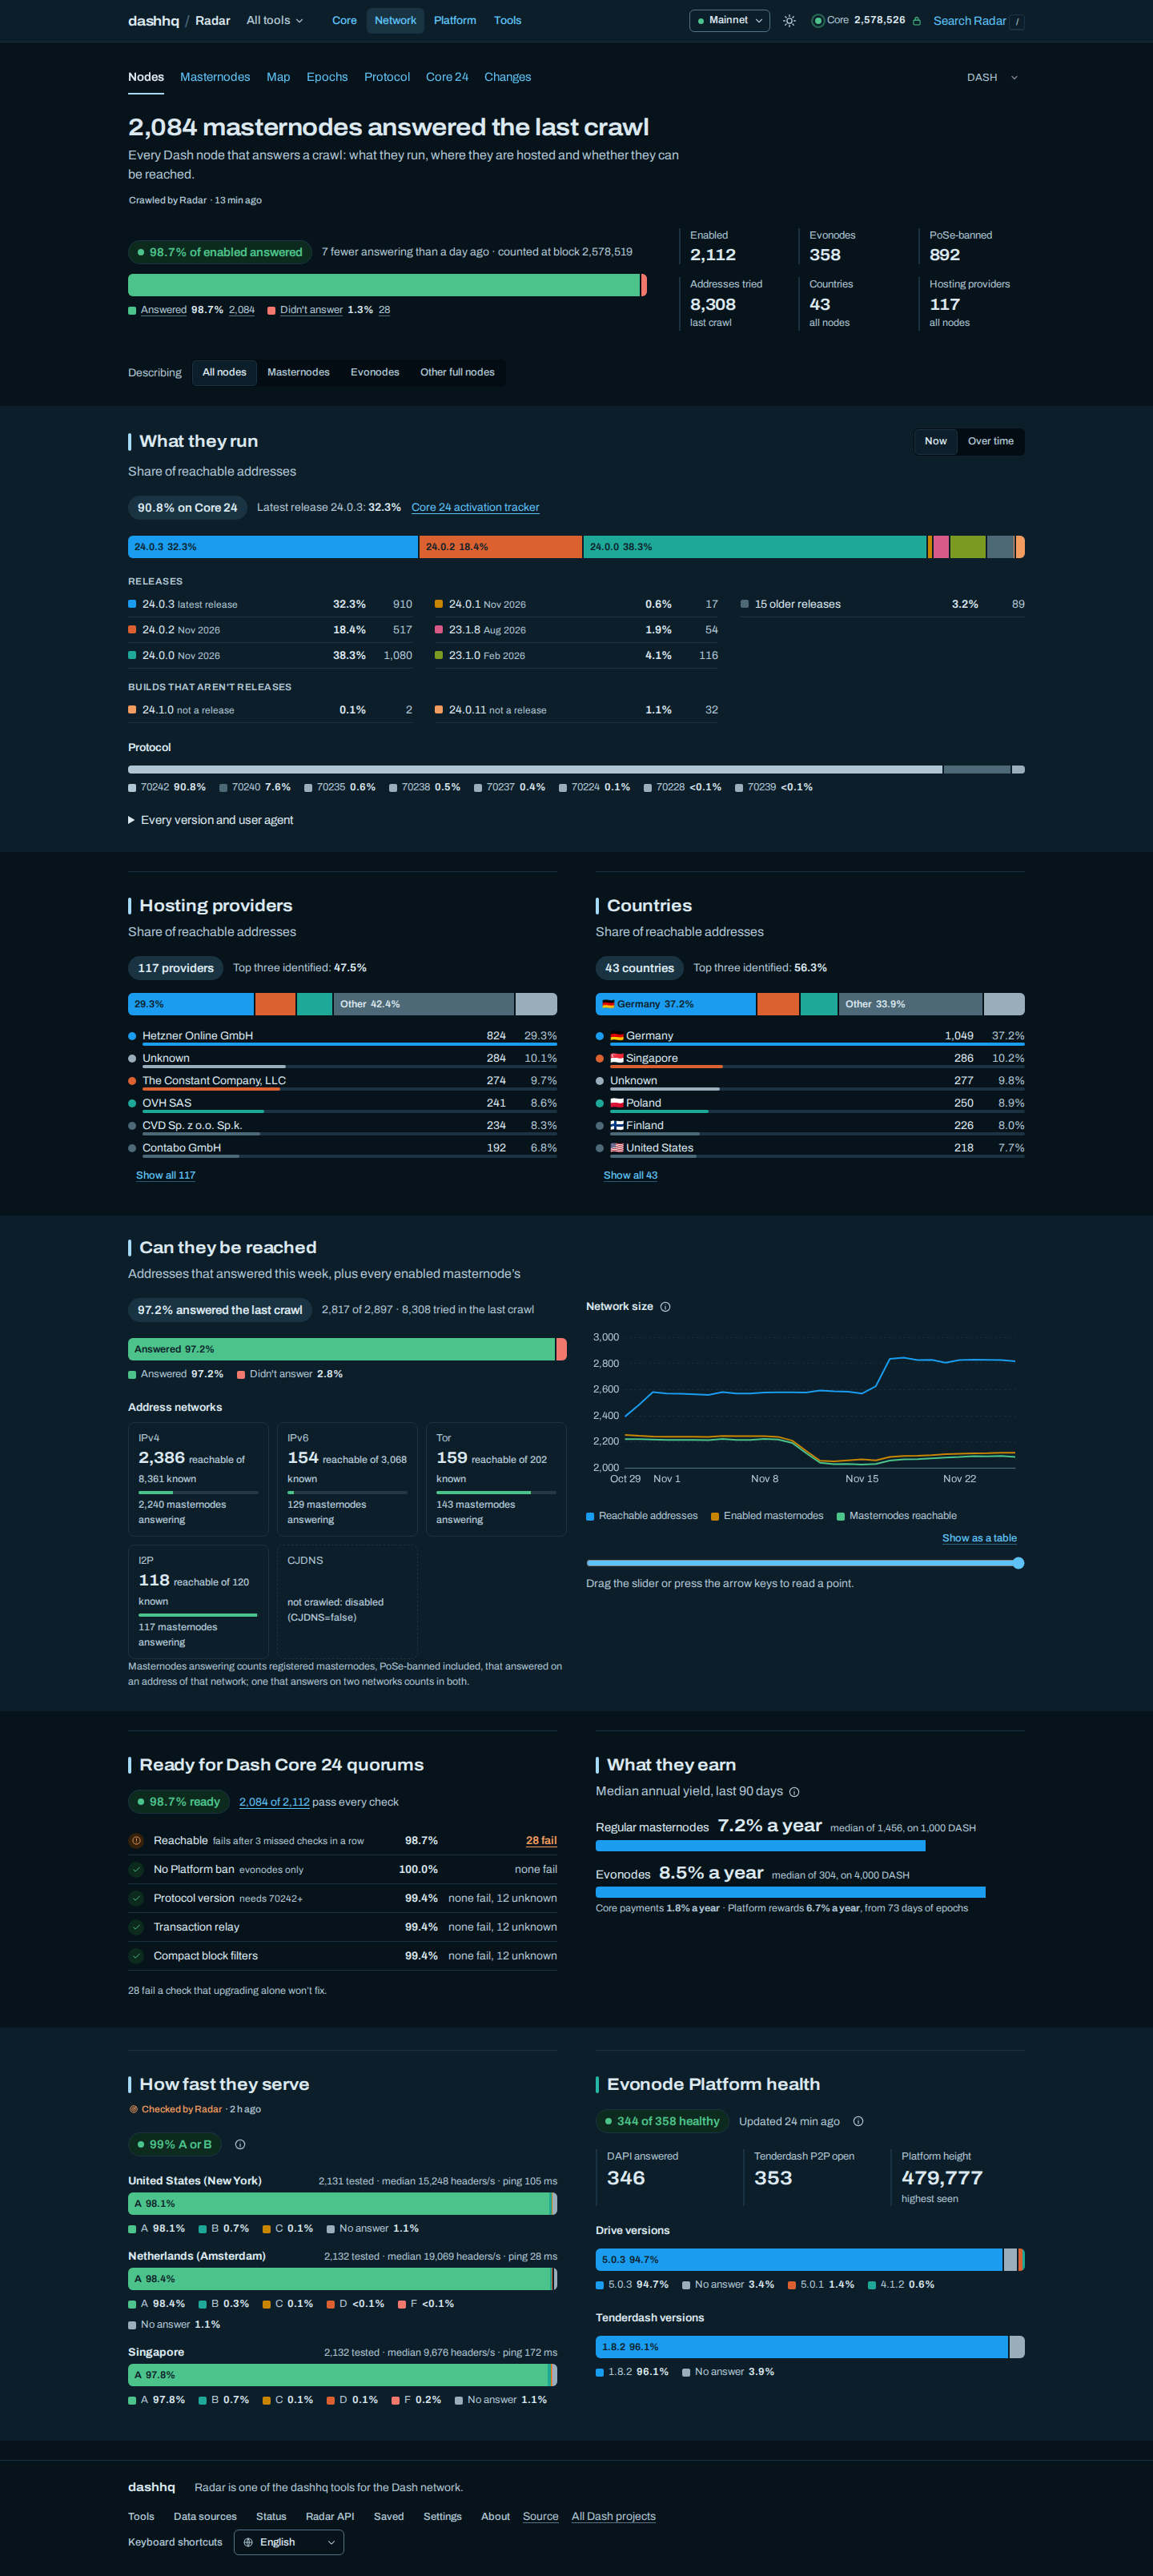 dashhq / Radar All tools Core Network Platform Tools Mainnet Core 2,578,526 Search Radar /
Nodes Masternodes Map Epochs Protocol Core 24 Changes DASH
2,084 masternodes answered the last crawl
Every Dash node that answers a crawl: what they run, where they are hosted and whether they can
be reached.
Crawled by Radar · 13 min ago
98.7% of enabled answered 7 fewer answering than a day ago · counted at block 2,578,519
Answered 98.7% 2,084 Didn't answer 1.3% 28
Enabled Evonodes PoSe-banned
2,112 358 892
Addresses tried Countries Hosting providers
8,308 43 117
last crawl all nodes all nodes
Describing All nodes Masternodes Evonodes Other full nodes
What they run Now Over time
Share of reachable addresses
90.8% on Core 24 Latest release 24.0.3: 32.3% Core 24 activation tracker
24.0.3 32.3% 24.0.2 18.4% 24.0.0 38.3%
RELEASES
24.0.3 latest release 32.3% 910 24.0.1 Nov 2026 0.6% 17 15 older releases 3.2% 89
24.0.2 Nov 2026 18.4% 517 23.1.8 Aug 2026 1.9% 54
24.0.0 Nov 2026 38.3% 1,080 23.1.0 Feb 2026 4.1% 116
BUILDS THAT AREN'T RELEASES
24.1.0 not a release 0.1% 2 24.0.11 not a release 1.1% 32
Protocol
70242 90.8% 70240 7.6% 70235 0.6% 70238 0.5% 70237 0.4% 70224 0.1% 70228 <0.1% 70239 <0.1%
Every version and user agent
Hosting providers
Share of reachable addresses
117 providers Top three identified: 47.5%
29.3% Other 42.4%
Hetzner Online GmbH 824 29.3%
Unknown 284 10.1%
The Constant Company, LLC 274 9.7%
OVH SAS 241 8.6%
CVD Sp. z o.o. Sp.k. 234 8.3%
Contabo GmbH 192 6.8%
Show all 117
Countries
Share of reachable addresses
43 countries Top three identified: 56.3%
Germany 37.2% Other 33.9%
Germany 1,049 37.2%
Singapore 286 10.2%
Unknown 277 9.8%
Poland 250 8.9%
Finland 226 8.0%
United States 218 7.7%
Show all 43
Can they be reached
Addresses that answered this week, plus every enabled masternode's
97.2% answered the last crawl 2,817 of 2,897 · 8,308 tried in the last crawl
Answered 97.2%
Answered 97.2% Didn't answer 2.8%
Address networks
IPv4
2,386 reachable of
8,361 known
2,240 masternodes
answering
IPv6
154 reachable of 3,068
known
129 masternodes
answering
Tor
159 reachable of 202
known
143 masternodes
answering
I2P
118 reachable of 120
known
117 masternodes
answering
CJDNS
not crawled: disabled
(CJDNS=false)
Masternodes answering counts registered masternodes, PoSe-banned included, that answered on
an address of that network; one that answers on two networks counts in both.
Network size
3,000
2,800
2,600
2,400
2,200
2,000
Oct 29 Nov 1 Nov 8 Nov 15 Nov 22
Reachable addresses Enabled masternodes Masternodes reachable
Show as a table
Drag the slider or press the arrow keys to read a point.
Ready for Dash Core 24 quorums
98.7% ready 2,084 of 2,112 pass every check
Reachable fails after 3 missed checks in a row 98.7% 28 fail
No Platform ban evonodes only 100.0% none fail
Protocol version needs 70242+ 99.4% none fail, 12 unknown
Transaction relay 99.4% none fail, 12 unknown
Compact block filters 99.4% none fail, 12 unknown
28 fail a check that upgrading alone won't fix.
What they earn
Median annual yield, last 90 days
Regular masternodes 7.2% a year median of 1,456, on 1,000 DASH
Evonodes 8.5% a year median of 304, on 4,000 DASH
Core payments 1.8% a year · Platform rewards 6.7% a year, from 73 days of epochs
How fast they serve
Checked by Radar · 2 h ago
99% A or B
United States (New York) 2,131 tested · median 15,248 headers/s · ping 105 ms
A 98.1%
A 98.1% B 0.7% C 0.1% No answer 1.1%
Netherlands (Amsterdam) 2,132 tested · median 19,069 headers/s · ping 28 ms
A 98.4%
A 98.4% B 0.3% C 0.1% D <0.1% F <0.1%
No answer 1.1%
Singapore 2,132 tested · median 9,676 headers/s · ping 172 ms
A 97.8%
A 97.8% B 0.7% C 0.1% D 0.1% F 0.2% No answer 1.1%
Evonode Platform health
344 of 358 healthy Updated 24 min ago
DAPI answered Tenderdash P2P open Platform height
346 353 479,777
highest seen
Drive versions
5.0.3 94.7%
5.0.3 94.7% No answer 3.4% 5.0.1 1.4% 4.1.2 0.6%
Tenderdash versions
1.8.2 96.1%
1.8.2 96.1% No answer 3.9%
dashhq Radar is one of the dashhq tools for the Dash network.
Tools Data sources Status Radar API Saved Settings About Source All Dash projects
Keyboard shortcuts English